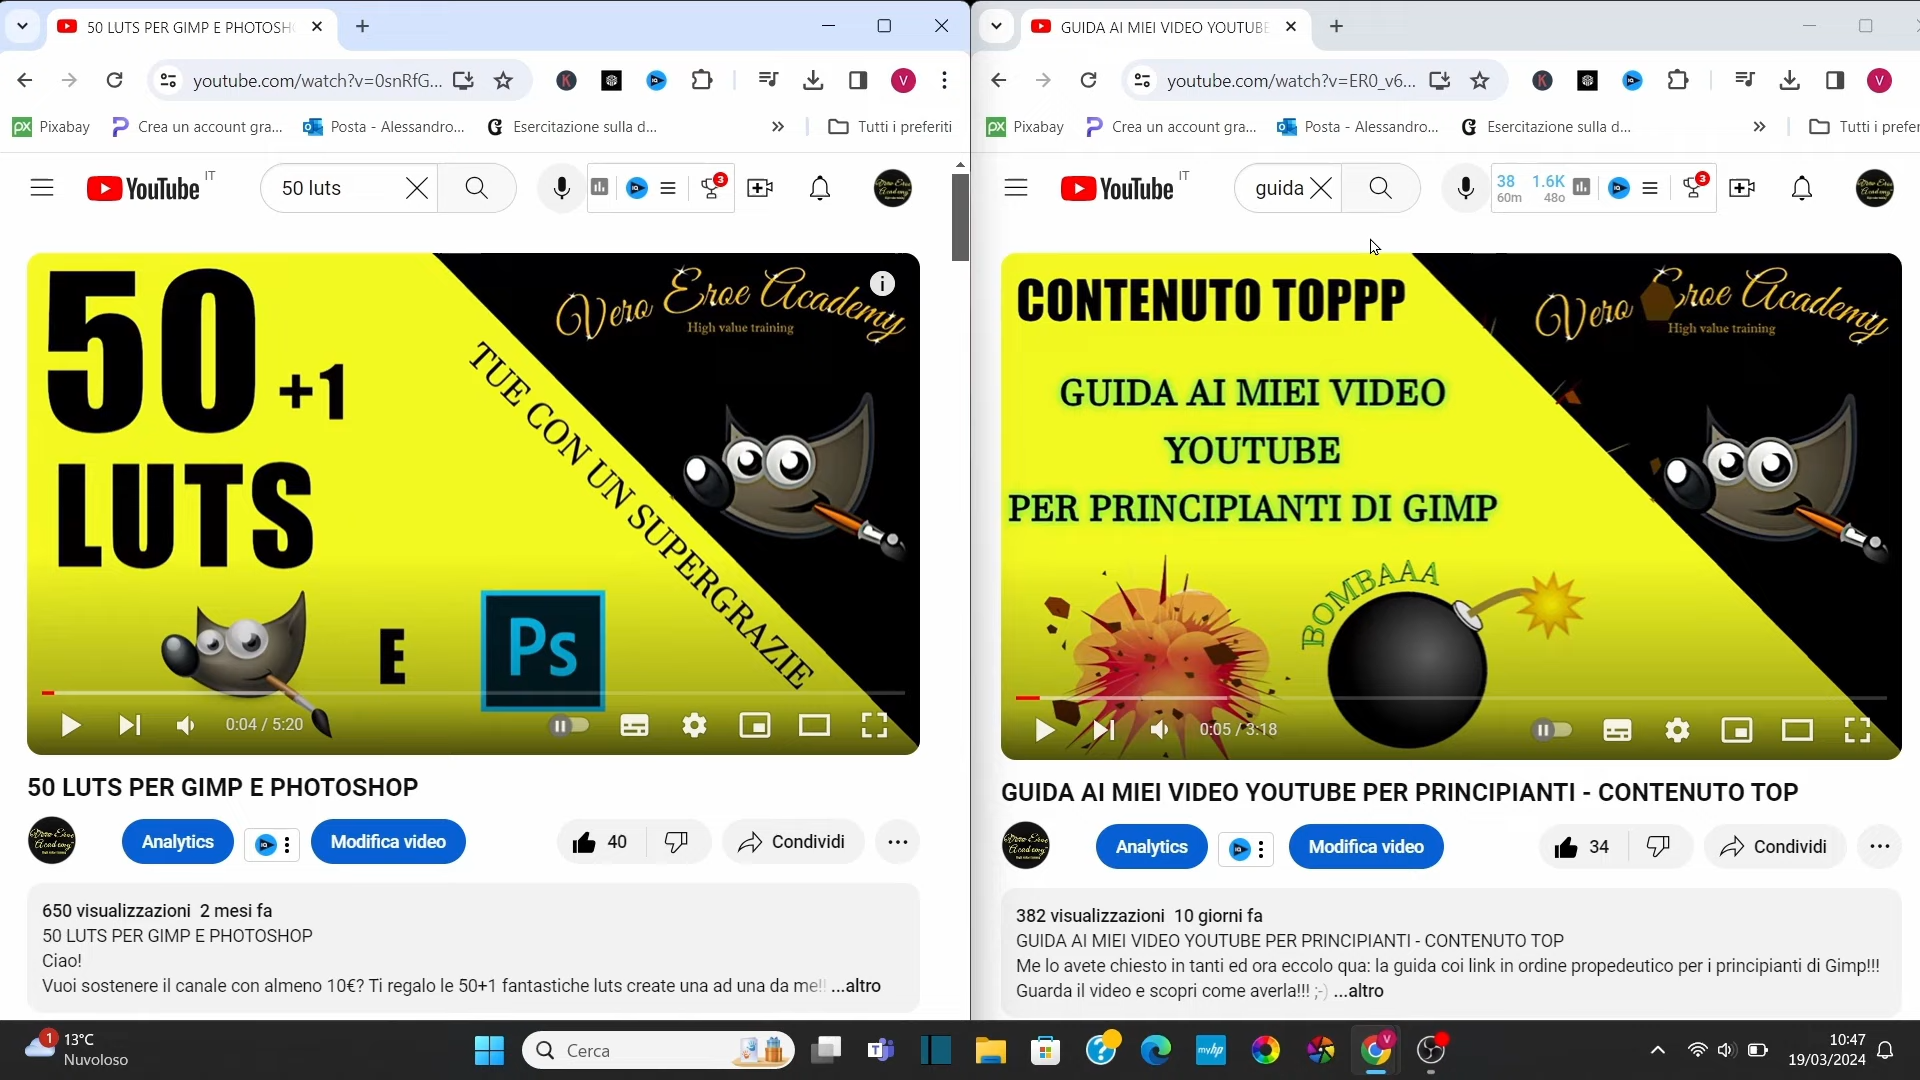 50 LUTS PER GIMP E PHOTOSH
youtube.com/watch?v=0snRfG...
Pixabay
Crea un account gra...
Posta - Alessandro...
Esercitazione sulla d...
Tutti i preferiti
YouTube IT
50 luts
3
50 +1
LUTS
E
Ps
TUE CON UN SUPERGRAZIE
Vero Eroe Academy
High value training
0:04 / 5:20
50 LUTS PER GIMP E PHOTOSHOP
Analytics
Modifica video
40
Condividi
650 visualizzazioni 2 mesi fa
50 LUTS PER GIMP E PHOTOSHOP
Ciao!
Vuoi sostenere il canale con almeno 10€? Ti regalo le 50+1 fantastiche luts create una ad una da me!! ...altro
GUIDA AI MIEI VIDEO YOUTUBE
youtube.com/watch?v=ER0_v6...
Pixabay
Crea un account gra...
Posta - Alessandro...
Esercitazione sulla d...
Tutti i prefer
YouTube IT
guida
38 1.6K
60m 48o
3
CONTENUTO TOPPP
GUIDA AI MIEI VIDEO
YOUTUBE
PER PRINCIPIANTI DI GIMP
BOMBAAA
Vero Eroe Academy
High value training
0:05 / 3:18
GUIDA AI MIEI VIDEO YOUTUBE PER PRINCIPIANTI - CONTENUTO TOP
Analytics
Modifica video
34
Condividi
382 visualizzazioni 10 giorni fa
GUIDA AI MIEI VIDEO YOUTUBE PER PRINCIPIANTI - CONTENUTO TOP
Me lo avete chiesto in tanti ed ora eccolo qua: la guida coi link in ordine propedeutico per i principianti di Gimp!!!
Guarda il video e scopri come averla!!! ;-) ...altro
1
13°C
Nuvoloso
Cerca
myhp
10:47
19/03/2024